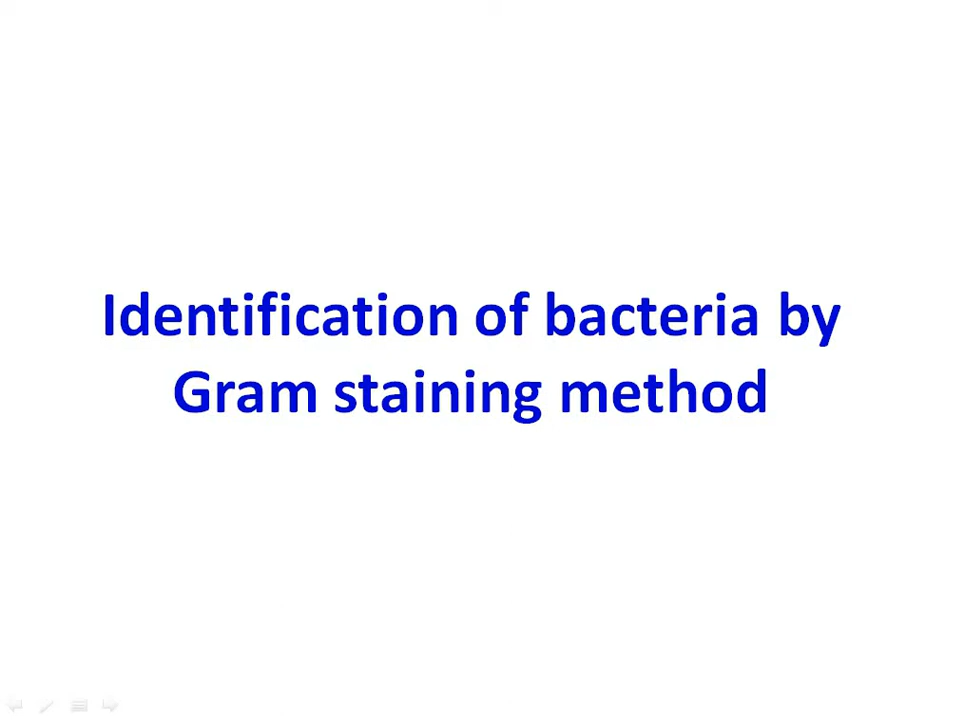 Identification of bacteria by
Gram staining method